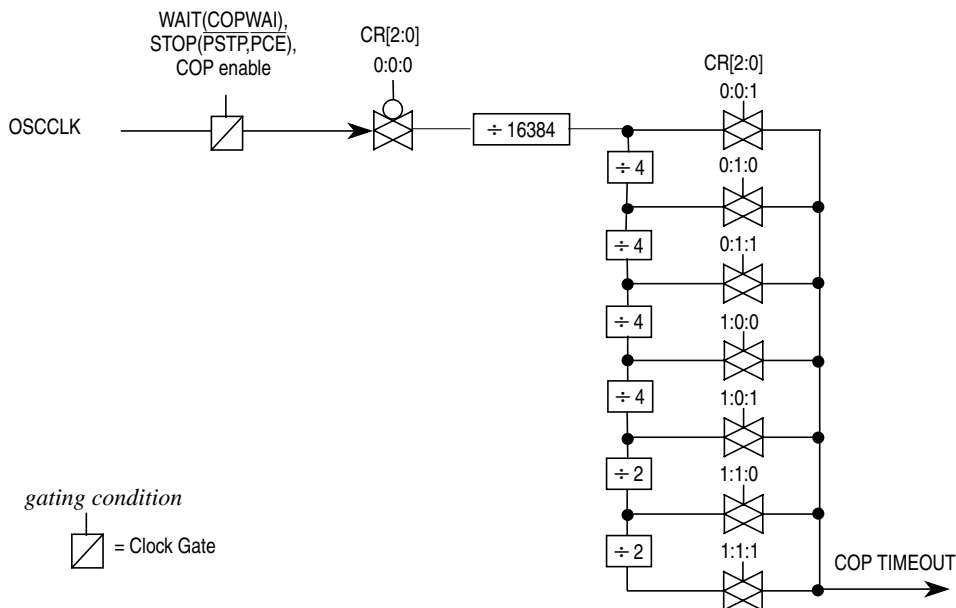 WAIT(COPWAI),
STOP(PSTP,PCE),
COP enable
CR[2:0]
0:0:0
CR[2:0]
0:0:1
OSCCLK
÷ 16384
÷ 4
0:1:0
÷ 4
0:1:1
÷ 4
1:0:0
÷ 4
1:0:1
÷ 2
1:1:0
÷ 2
1:1:1
gating condition
= Clock Gate
COP TIMEOUT